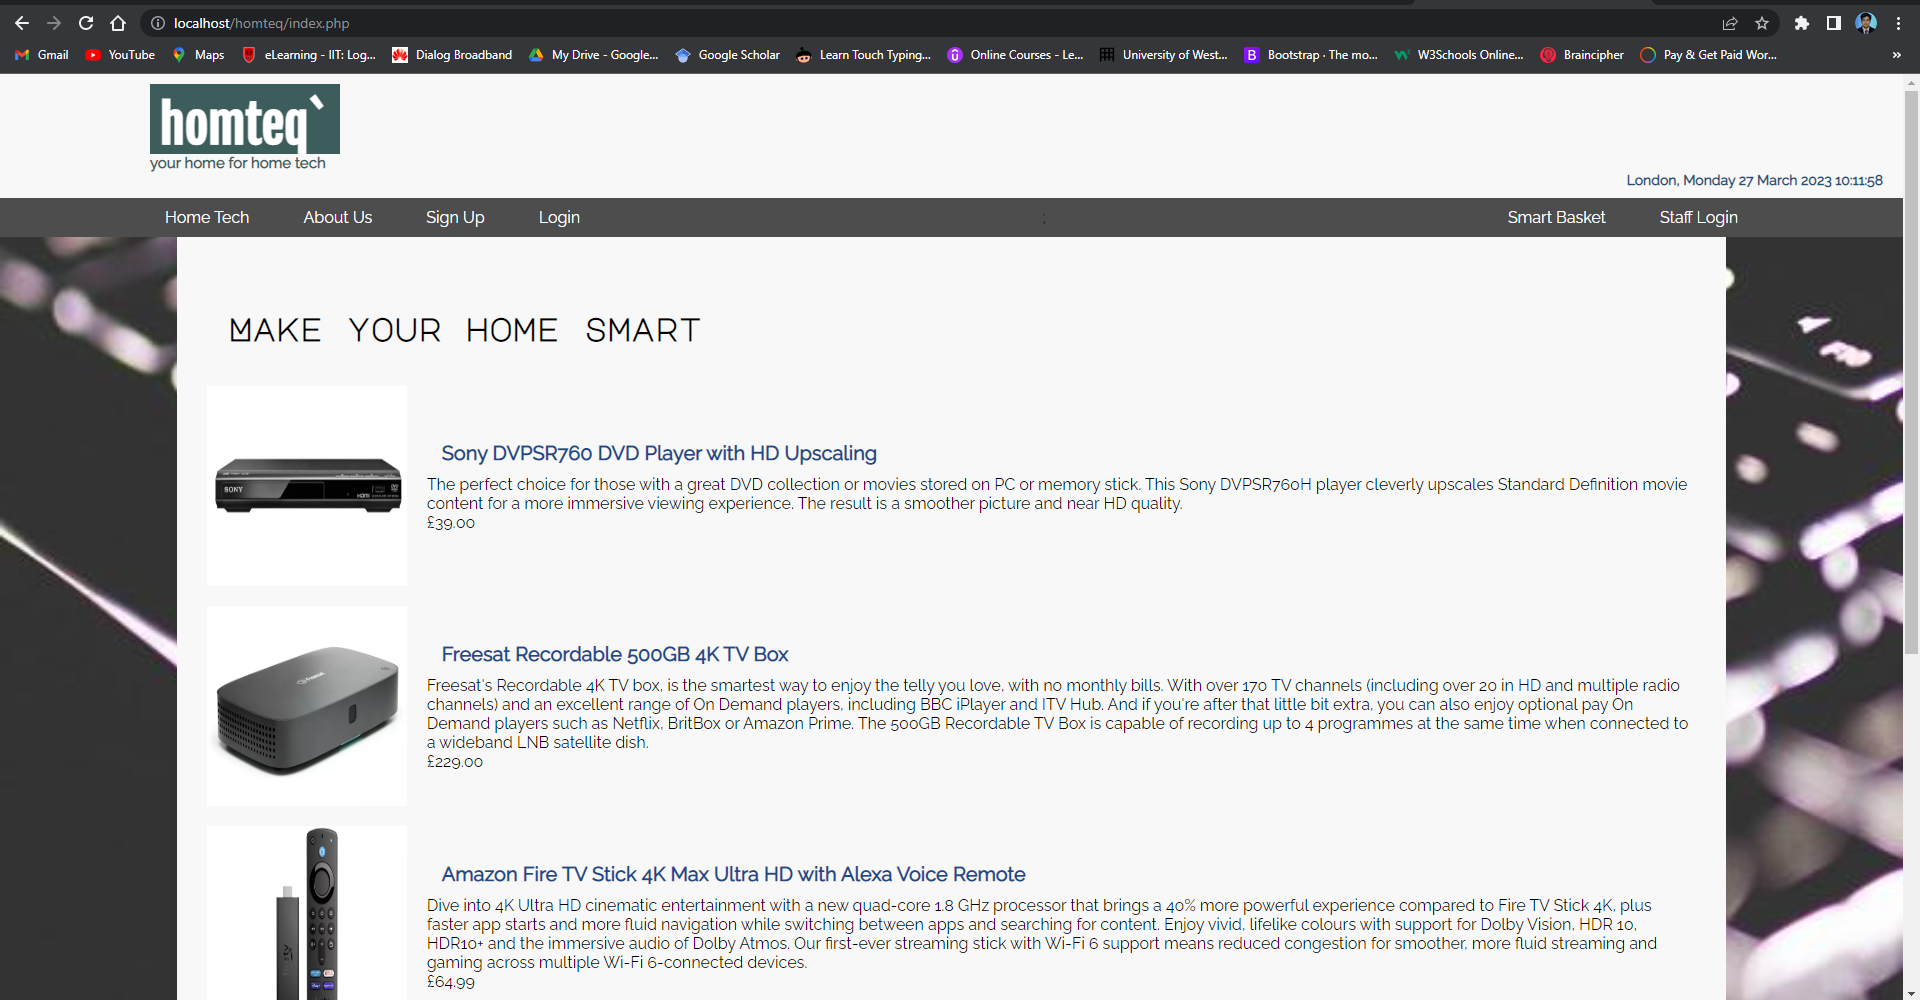 localhost/homteq/index.php
Gmail YouTube Maps eLearning - IIT: Log... Dialog Broadband My Drive - Google... Google Scholar Learn Touch Typing... Online Courses - Le... University of West... Bootstrap · The mo... W3Schools Online... Braincipher Pay & Get Paid Wor... »
homteq`
your home for home tech
London, Monday 27 March 2023 10:11:58
Home Tech About Us Sign Up Login : Smart Basket Staff Login
MAKE YOUR HOME SMART
SONY
HDMI
Sony DVPSR760 DVD Player with HD Upscaling
The perfect choice for those with a great DVD collection or movies stored on PC or memory stick. This Sony DVPSR760H player cleverly upscales Standard Definition movie
content for a more immersive viewing experience. The result is a smoother picture and near HD quality.
£39.00
freesat
Freesat Recordable 500GB 4K TV Box
Freesat's Recordable 4K TV box, is the smartest way to enjoy the telly you love, with no monthly bills. With over 170 TV channels (including over 20 in HD and multiple radio
channels) and an excellent range of On Demand players, including BBC iPlayer and ITV Hub. And if you're after that little bit extra, you can also enjoy optional pay On
Demand players such as Netflix, BritBox or Amazon Prime. The 500GB Recordable TV Box is capable of recording up to 4 programmes at the same time when connected to
a wideband LNB satellite dish.
£229.00
Amazon Fire TV Stick 4K Max Ultra HD with Alexa Voice Remote
Dive into 4K Ultra HD cinematic entertainment with a new quad-core 1.8 GHz processor that brings a 40% more powerful experience compared to Fire TV Stick 4K, plus
faster app starts and more fluid navigation while switching between apps and searching for content. Enjoy vivid, lifelike colours with support for Dolby Vision, HDR 10,
HDR10+ and the immersive audio of Dolby Atmos. Our first-ever streaming stick with Wi-Fi 6 support means reduced congestion for smoother, more fluid streaming and
gaming across multiple Wi-Fi 6-connected devices.
£64.99